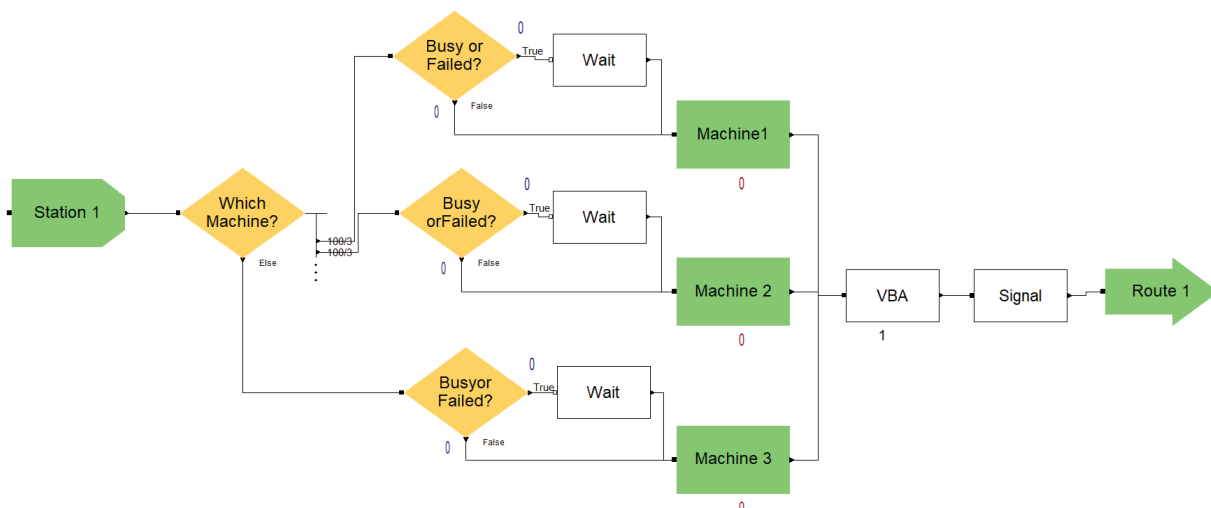 0
Busy or
Failed?
True
Wait
0
False
Machine1
0
Station 1
Which
Machine?
100/3
100/3
Else
0
Busy
orFailed?
True
Wait
0
False
Machine 2
0
VBA
1
Signal
Route 1
0
Busyor
Failed?
True
Wait
0
False
Machine 3
0